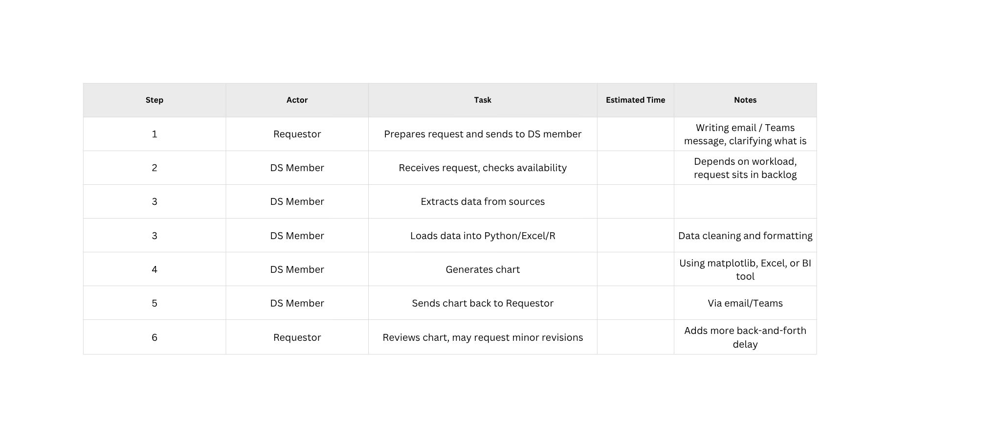 Step Actor Task Estimated Time Notes
1 Requestor Prepares request and sends to DS member Writing email / Teams
message, clarifying what is
2 DS Member Receives request, checks availability Depends on workload,
request sits in backlog
3 DS Member Extracts data from sources
3 DS Member Loads data into Python/Excel/R Data cleaning and formatting
4 DS Member Generates chart Using matplotlib, Excel, or BI
tool
5 DS Member Sends chart back to Requestor Via email/Teams
6 Requestor Reviews chart, may request minor revisions Adds more back-and-forth
delay